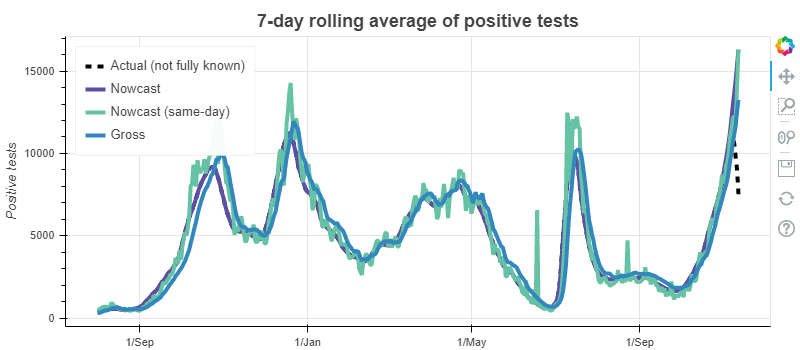 7-day rolling average of positive tests
Positive tests
15000
10000
5000
0
Actual (not fully known)
Nowcast
Nowcast (same-day)
Gross
1/Sep
1/Jan
1/May
1/Sep